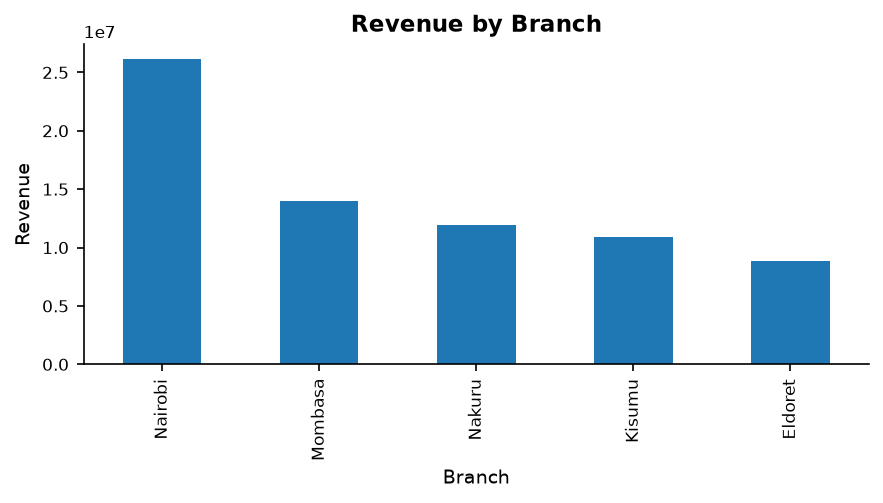 Revenue by Branch
1e7
2.5
2.0
1.5
1.0
0.5
0.0
Revenue
Nairobi
Mombasa
Nakuru
Kisumu
Eldoret
Branch